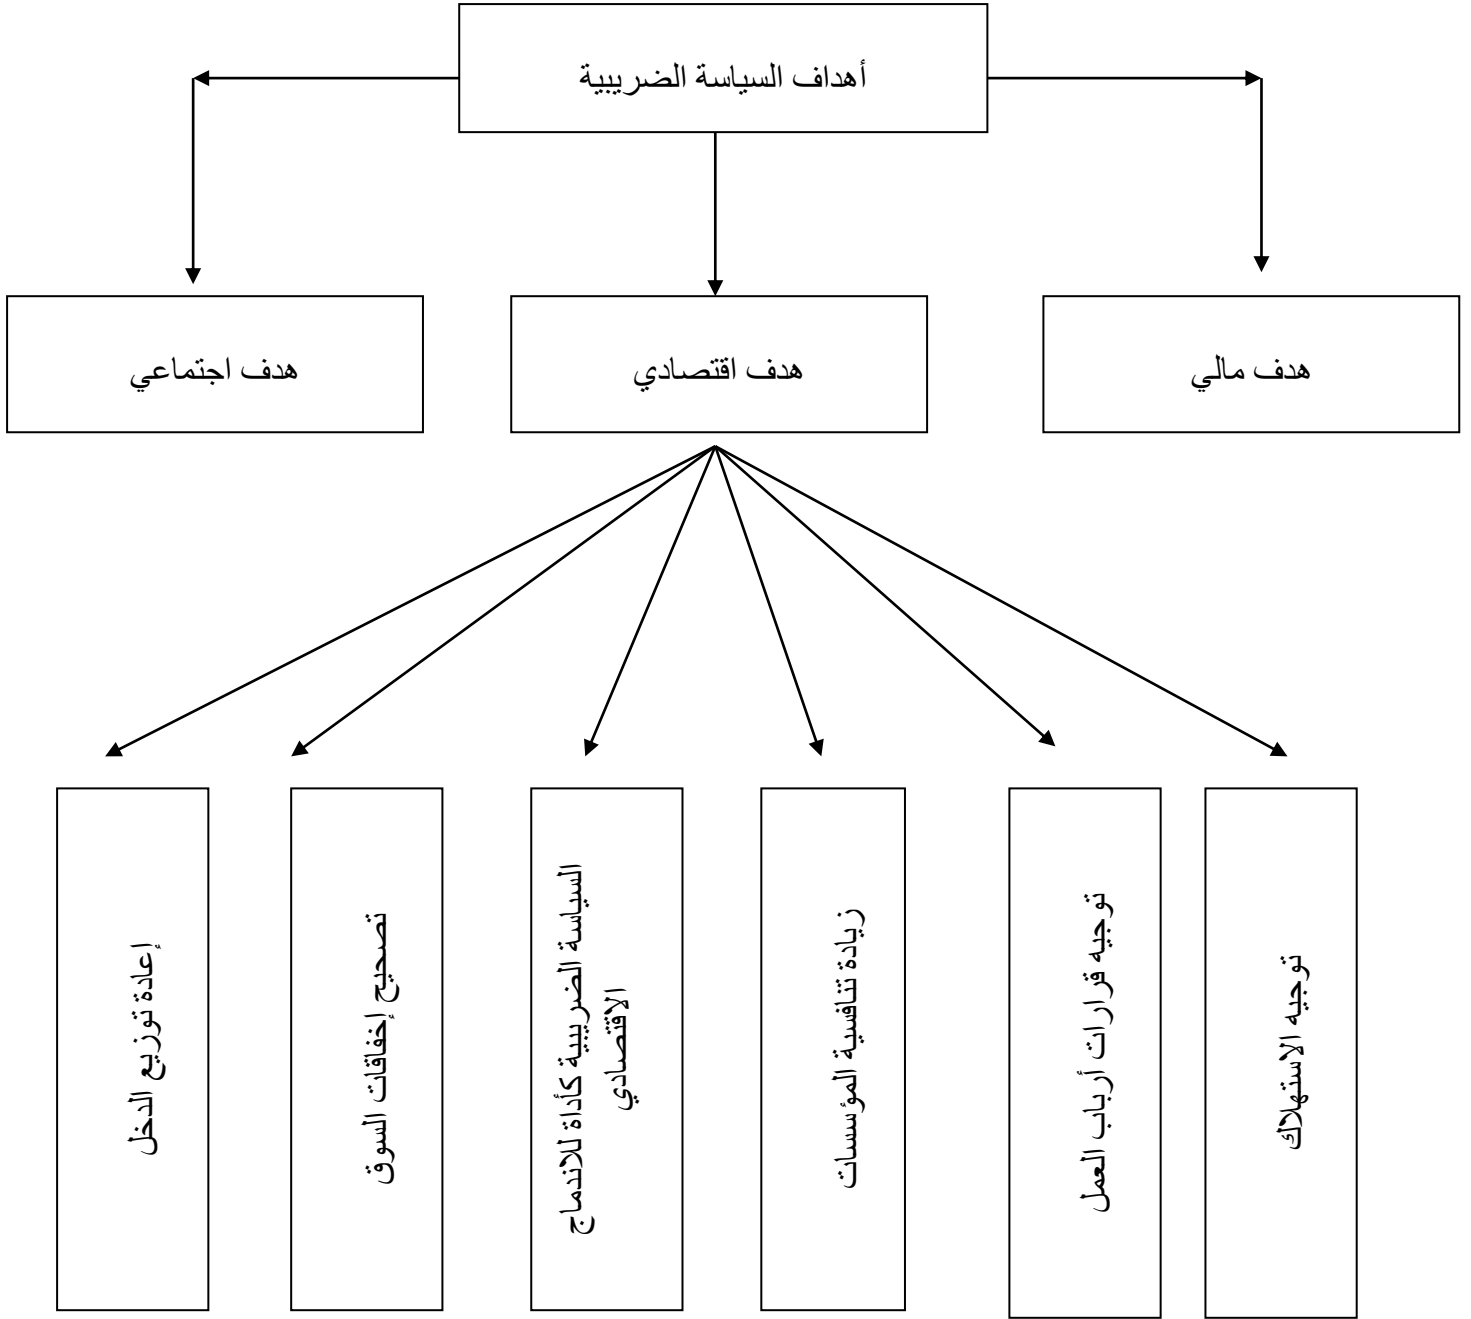 أهداف السياسة الضريبية
هدف مالي
هدف اقتصادي
هدف اجتماعي
توجيه الاستهلاك
توجيه قرارات أرباب العمل
زيادة تنافسية المؤسسات
السياسة الضريبية كأداة للاندماج
الاقتصادي
تصحيح إخفاقات السوق
إعادة توزيع الدخل